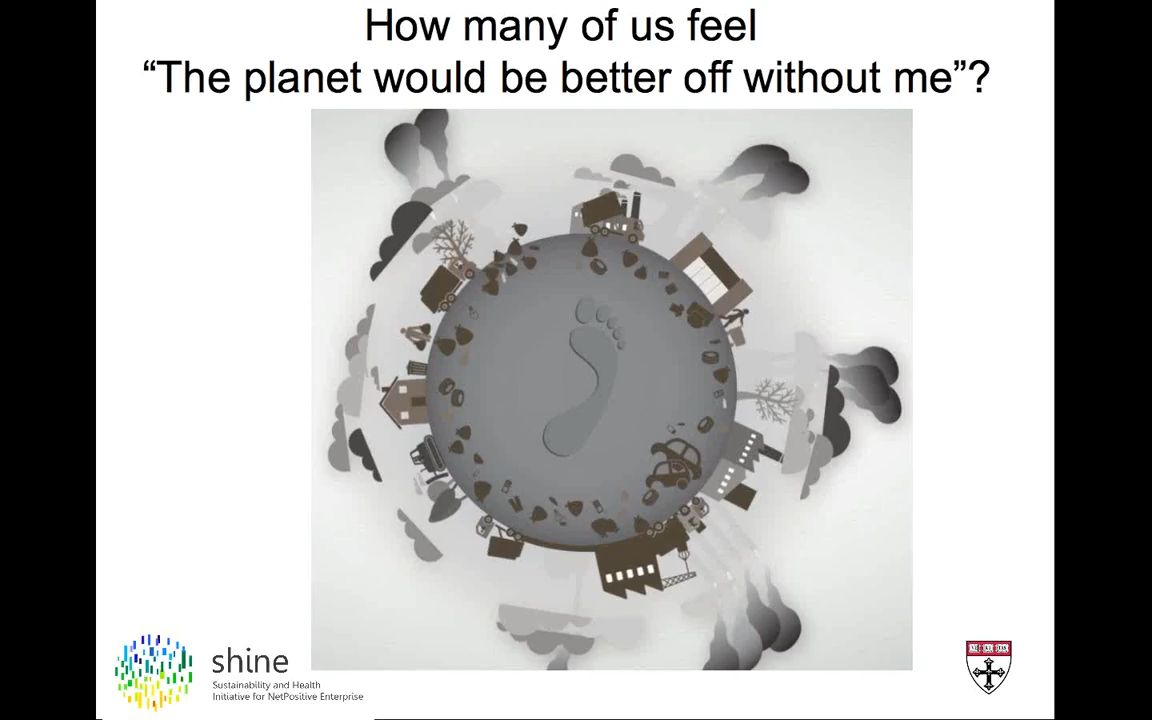 How many of us feel
“The planet would be better off without me”?
shine
Sustainability and Health
Initiative for NetPositive Enterprise